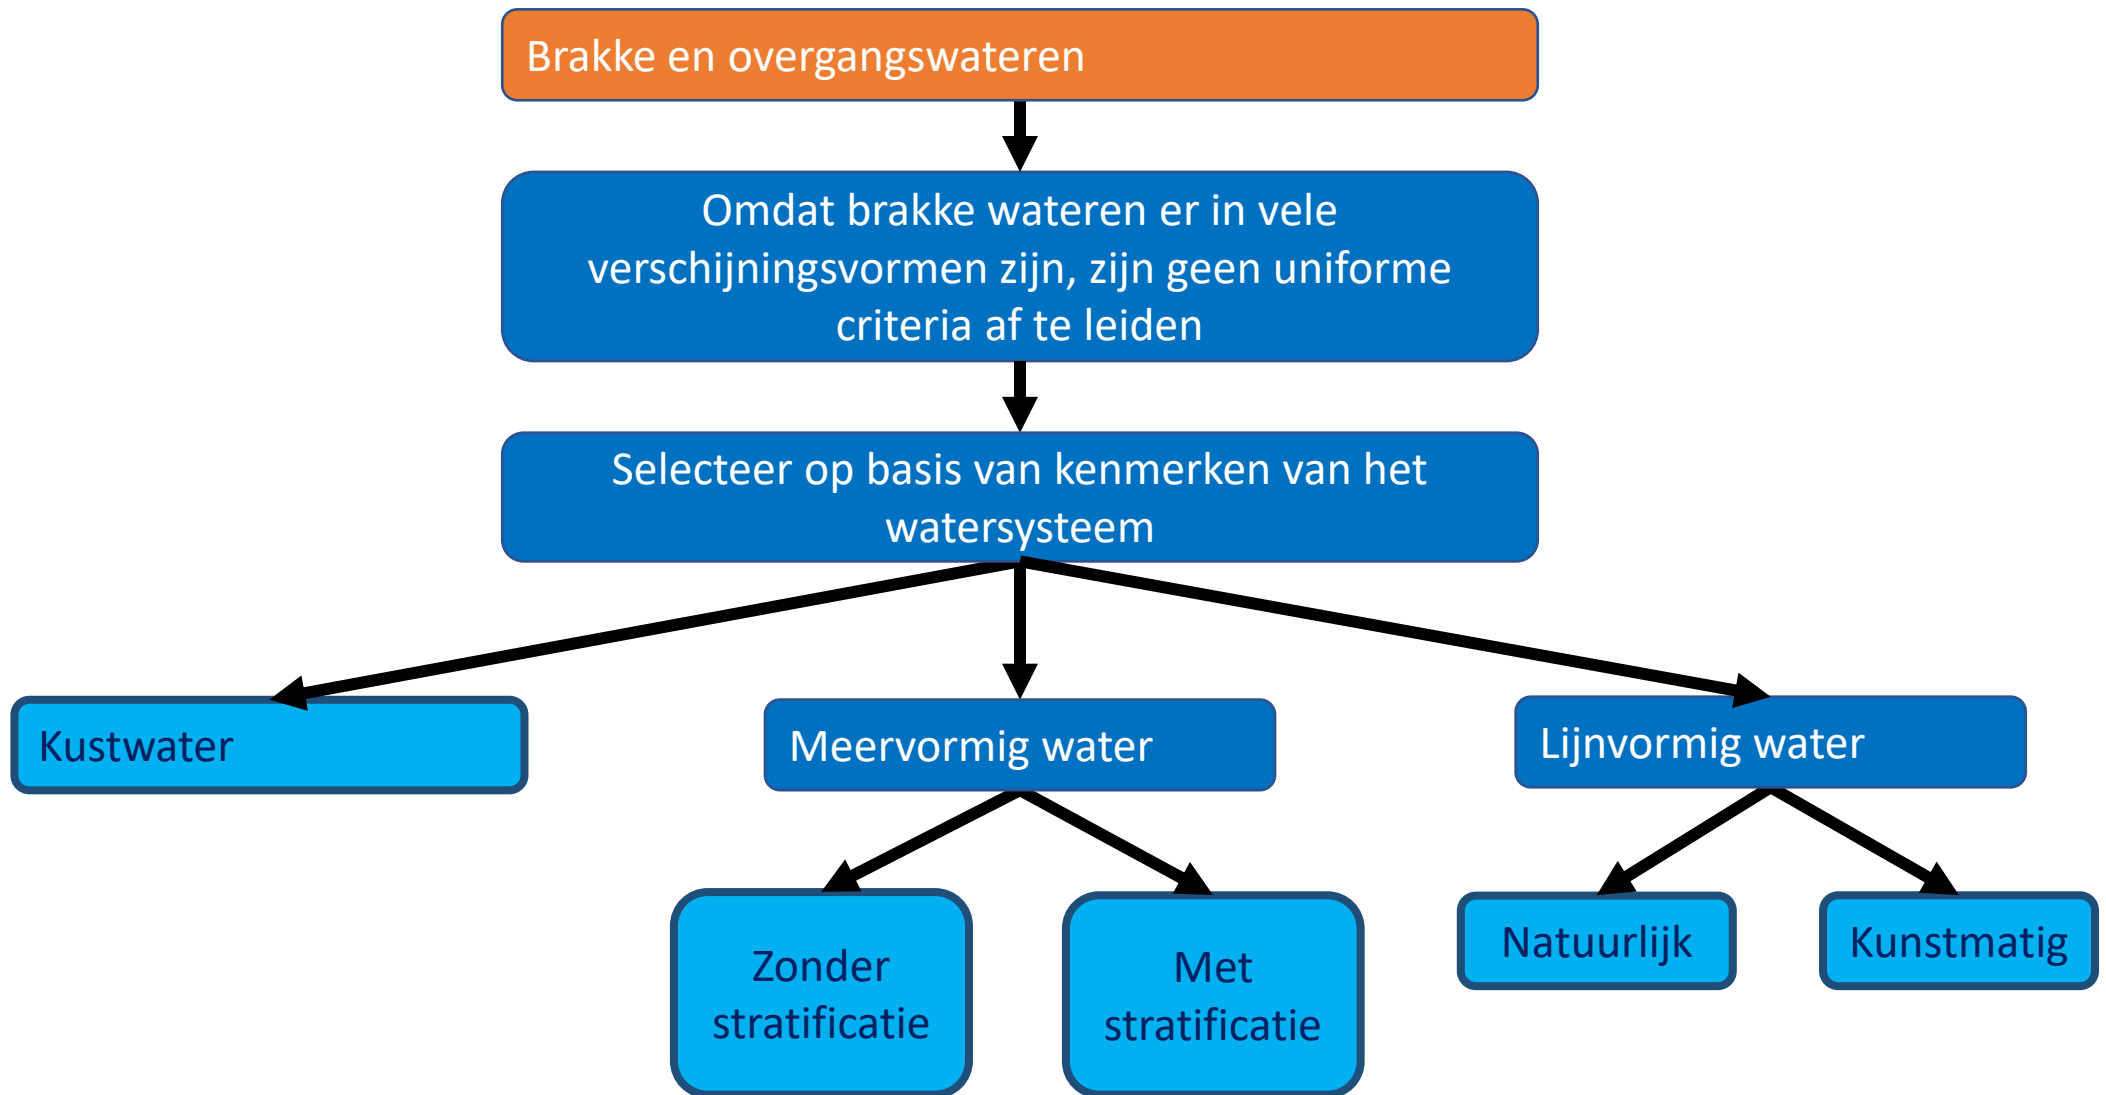 Brakke en overgangswateren
Omdat brakke wateren er in vele
verschijningsvormen zijn, zijn geen uniforme
criteria af te leiden
Selecteer op basis van kenmerken van het
watersysteem
Kustwater
Meervormig water
Lijnvormig water
Zonder
stratificatie
Met
stratificatie
Natuurlijk
Kunstmatig